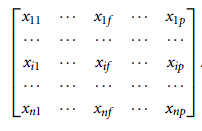 x11 ⋯ x1f ⋯ x1p
⋯ ⋯ ⋯ ⋯ ⋯
xi1 ⋯ xif ⋯ xip
⋯ ⋯ ⋯ ⋯ ⋯
xn1 ⋯ xnf ⋯ xnp
.